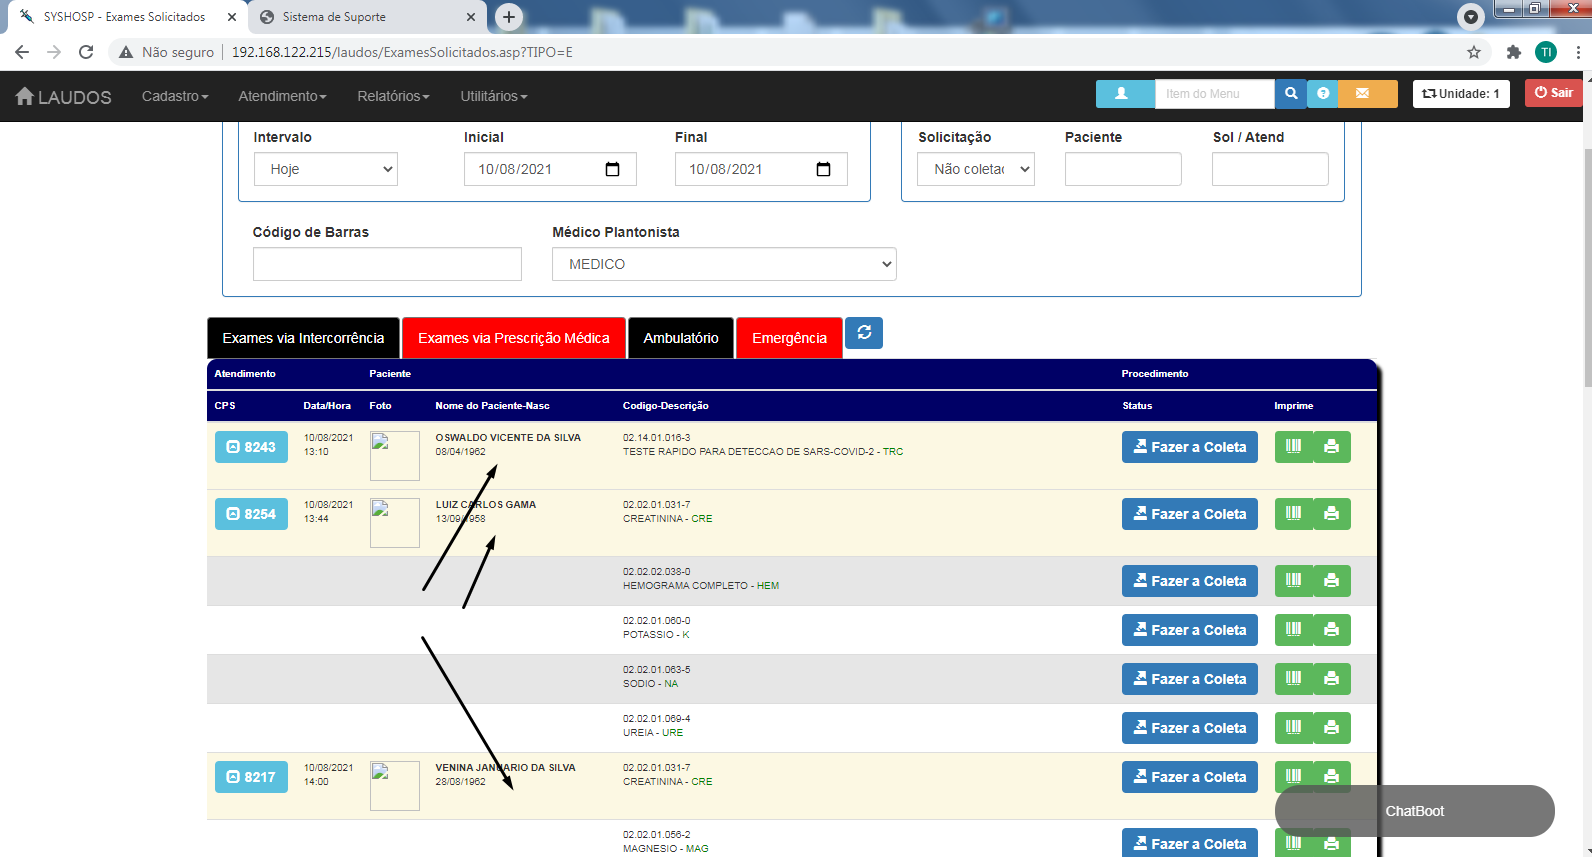 SYSHOSP - Exames Solicitados
Sistema de Suporte
Não seguro
192.168.122.215/laudos/ExamesSolicitados.asp?TIPO=E
TI
LAUDOS
Cadastro
Atendimento
Relatórios
Utilitários
Item do Menu
Unidade: 1
Sair
Intervalo
Inicial
Final
Solicitação
Paciente
Sol / Atend
Hoje
10/08/2021
10/08/2021
Não coletac
Código de Barras
Médico Plantonista
MEDICO
Exames via Intercorrência
Exames via Prescrição Médica
Ambulatório
Emergência
Atendimento
Paciente
Procedimento
CPS
Data/Hora
Foto
Nome do Paciente-Nasc
Codigo-Descrição
Status
Imprime
8243
10/08/2021
13:10
OSWALDO VICENTE DA SILVA
08/04/1962
02.14.01.016-3
TESTE RAPIDO PARA DETECCAO DE SARS-COVID-2 - TRC
Fazer a Coleta
8254
10/08/2021
13:44
LUIZ CARLOS GAMA
13/09/1958
02.02.01.031-7
CREATININA - CRE
Fazer a Coleta
02.02.02.038-0
HEMOGRAMA COMPLETO - HEM
Fazer a Coleta
02.02.01.060-0
POTASSIO - K
Fazer a Coleta
02.02.01.063-5
SODIO - NA
Fazer a Coleta
02.02.01.069-4
UREIA - URE
Fazer a Coleta
8217
10/08/2021
14:00
VENINA JANUARIO DA SILVA
28/08/1962
02.02.01.031-7
CREATININA - CRE
Fazer a Coleta
02.02.01.056-2
MAGNESIO - MAG
Fazer a Coleta
ChatBoot